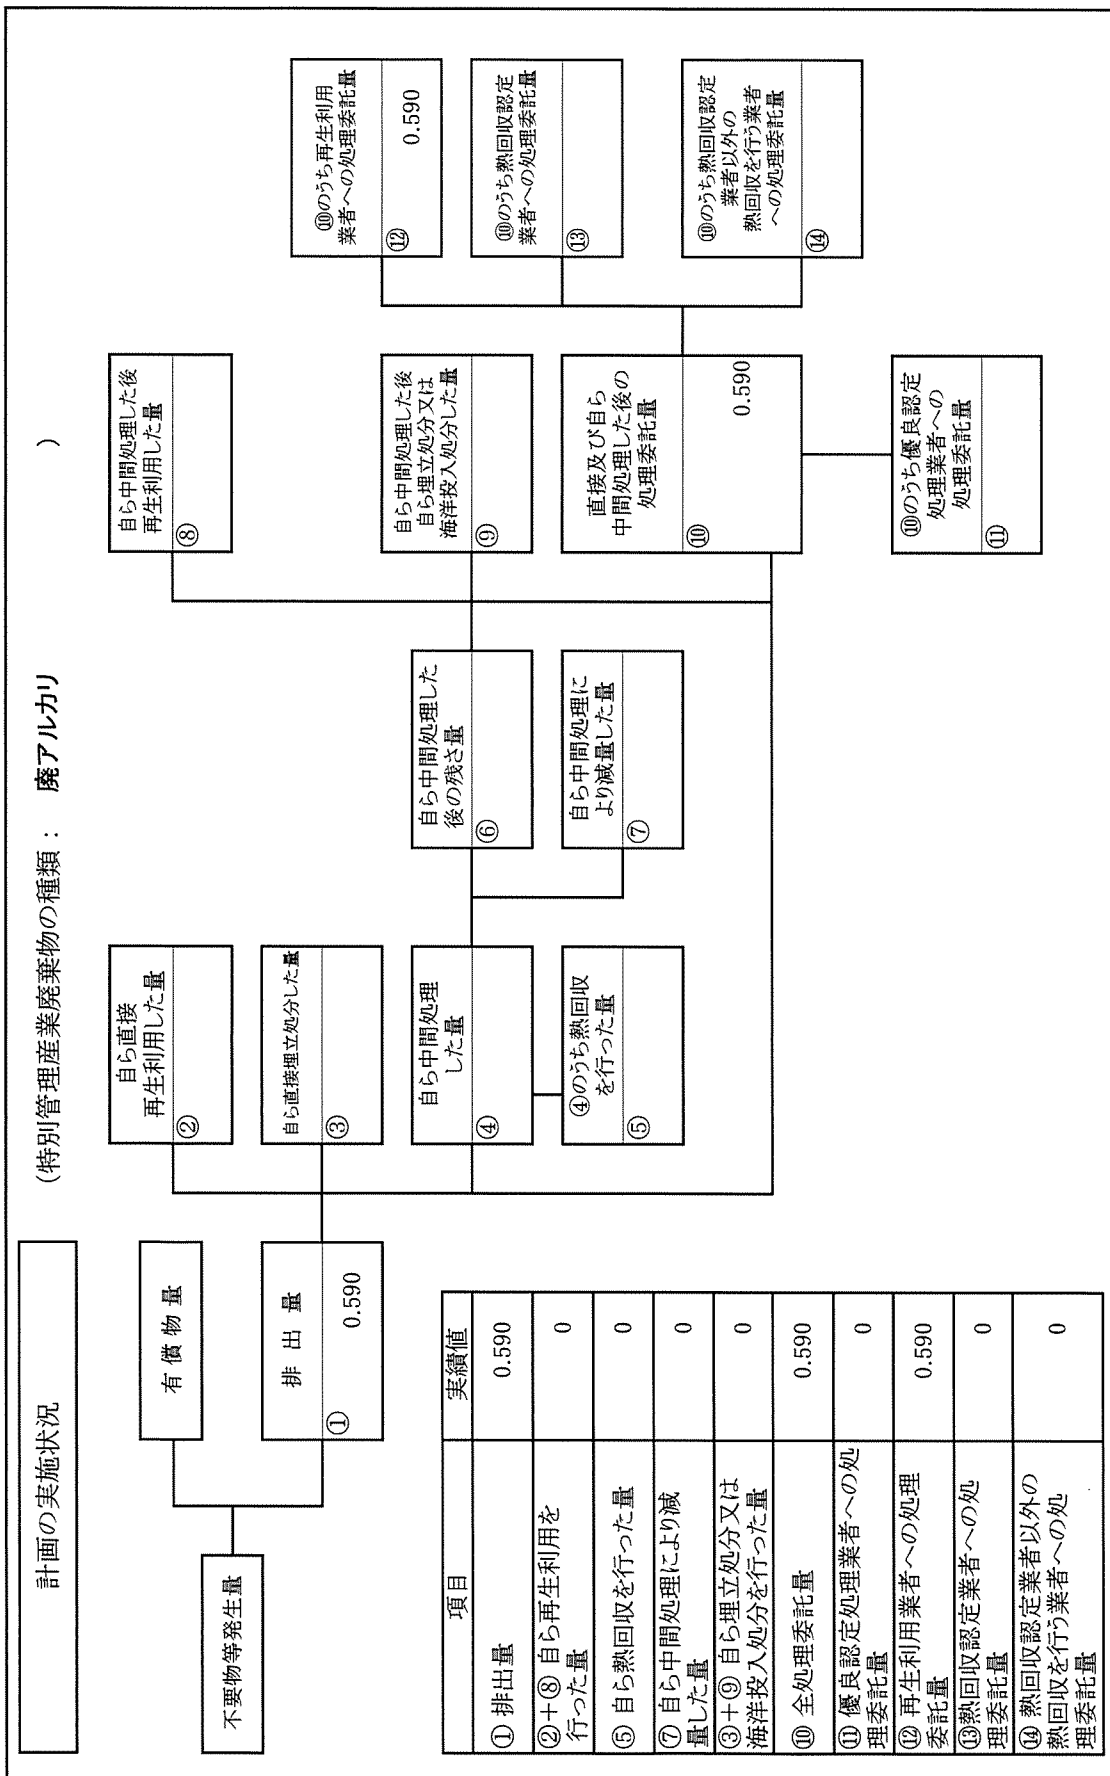 計画の実施状況
(特別管理産業廃棄物の種類： 廃アルカリ )
不要物等発生量
有 償 物 量
排 出 量
① 0.590
自ら直接
再生利用した量
②
自ら直接埋立処分した量
③
自ら中間処理
した量
④
④のうち熱回収
を行った量
⑤
自ら中間処理した
後の残さ量
⑥
自ら中間処理に
より減量した量
⑦
自ら中間処理した後
再生利用した量
⑧
自ら中間処理した後
自ら埋立処分又は
海洋投入処分した量
⑨
直接及び自ら
中間処理した後の
処理委託量
⑩ 0.590
⑩のうち優良認定
処理業者への
処理委託量
⑪
⑩のうち再生利用
業者への処理委託量
⑫ 0.590
⑩のうち熱回収認定
業者への処理委託量
⑬
⑩のうち熱回収認定
業者以外の
熱回収を行う業者
への処理委託量
⑭
項目 実績値
① 排出量 0.590
②＋⑧ 自ら再生利用を
行った量 0
⑤ 自ら熱回収を行った量 0
⑦ 自ら中間処理により減
量した量 0
③＋⑨ 自ら埋立処分又は
海洋投入処分を行った量 0
⑩ 全処理委託量 0.590
⑪ 優良認定処理業者への処
理委託量 0
⑫ 再生利用業者への処理
委託量 0.590
⑬熱回収認定業者への処
理委託量 0
⑭ 熱回収認定業者以外の
熱回収を行う業者への処
理委託量 0